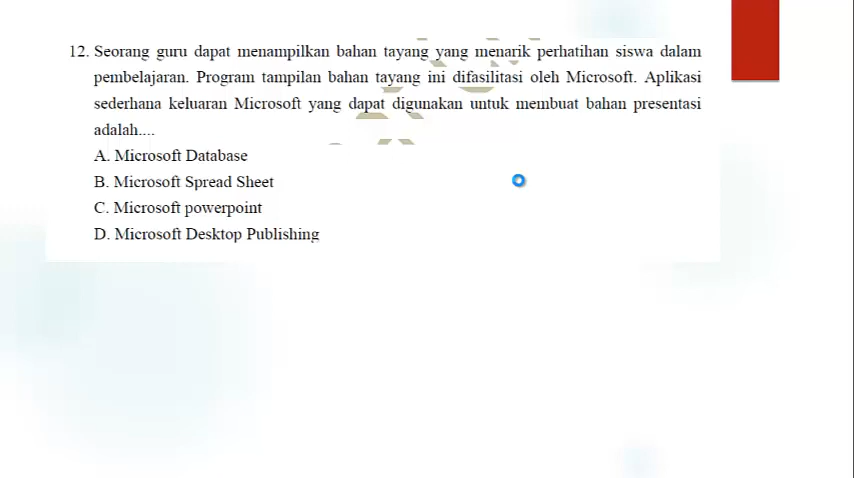 12. Seorang guru dapat menampilkan bahan tayang yang menarik perhatihan siswa dalam
pembelajaran. Program tampilan bahan tayang ini difasilitasi oleh Microsoft. Aplikasi
sederhana keluaran Microsoft yang dapat digunakan untuk membuat bahan presentasi
adalah....
A. Microsoft Database
B. Microsoft Spread Sheet
C. Microsoft powerpoint
D. Microsoft Desktop Publishing